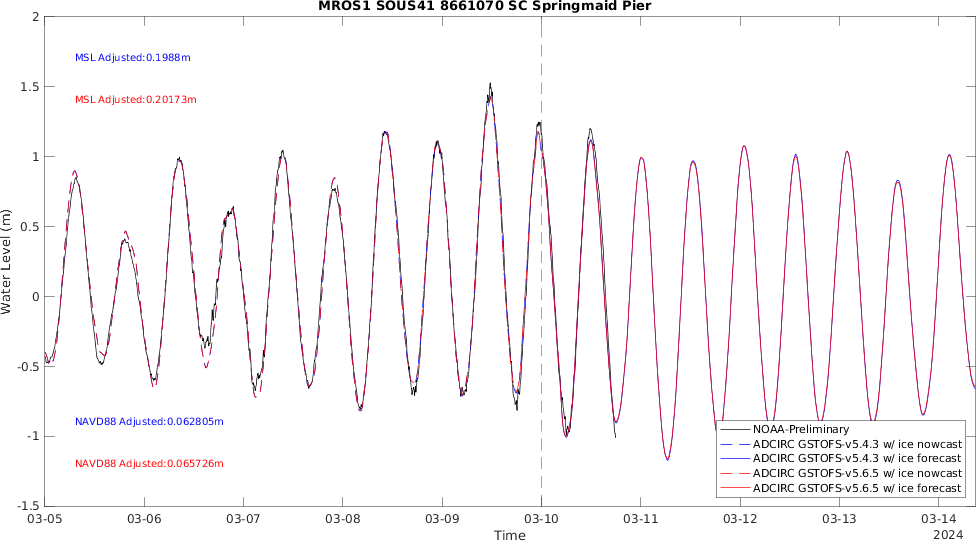 MROS1 SOUS41 8661070 SC Springmaid Pier
2
1.5
1
0.5
0
-0.5
-1
-1.5
Water Level (m)
MSL Adjusted:0.1988m
MSL Adjusted:0.20173m
NAVD88 Adjusted:0.062805m
NAVD88 Adjusted:0.065726m
NOAA-Preliminary
ADCIRC GSTOFS-v5.4.3 w/ ice nowcast
ADCIRC GSTOFS-v5.4.3 w/ ice forecast
ADCIRC GSTOFS-v5.6.5 w/ ice nowcast
ADCIRC GSTOFS-v5.6.5 w/ ice forecast
03-05 03-06 03-07 03-08 03-09 03-10 03-11 03-12 03-13 03-14
Time
2024